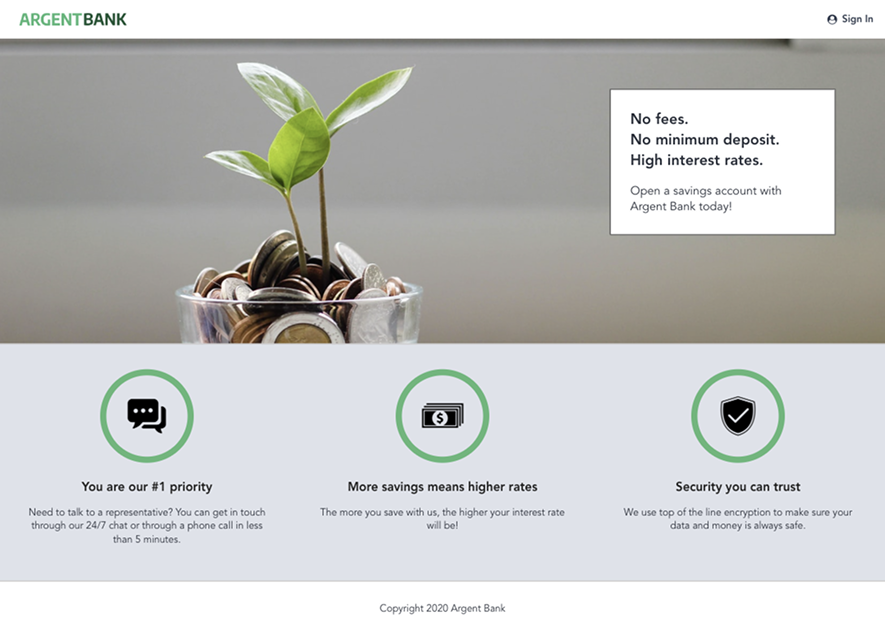 ARGENTBANK
Sign In
No fees.
No minimum deposit.
High interest rates.
Open a savings account with
Argent Bank today!
You are our #1 priority
Need to talk to a representative? You can get in touch
through our 24/7 chat or through a phone call in less
than 5 minutes.
More savings means higher rates
The more you save with us, the higher your interest rate
will be!
Security you can trust
We use top of the line encryption to make sure your
data and money is always safe.
Copyright 2020 Argent Bank